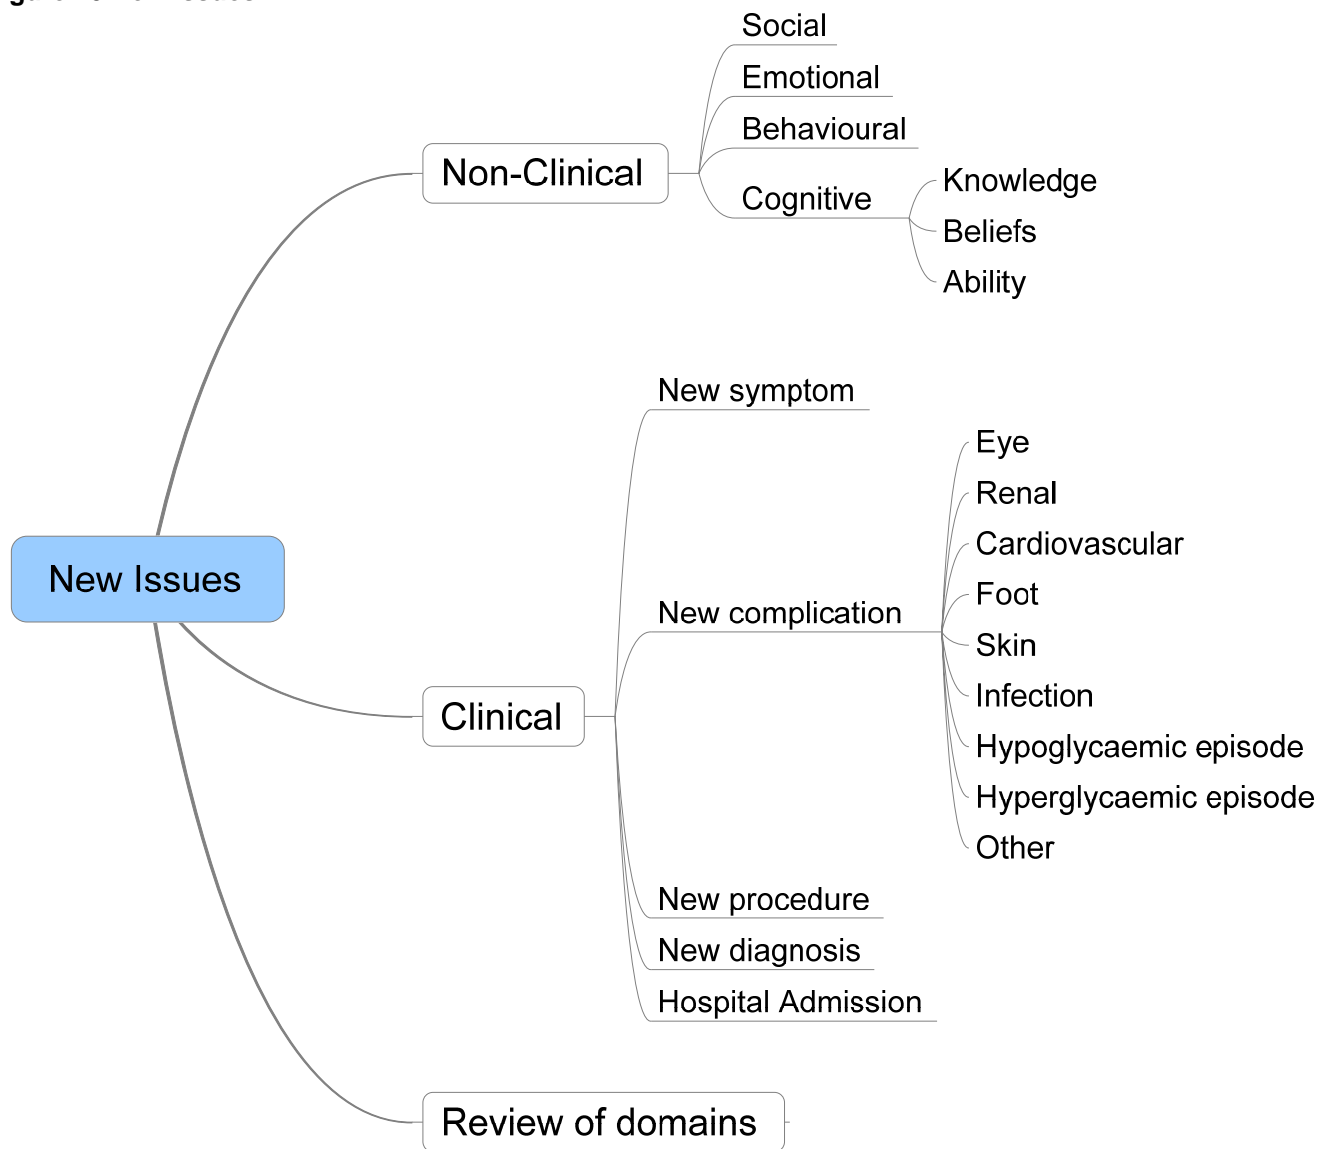 Social
Emotional
Behavioural
Non-Clinical
Cognitive
Knowledge
Beliefs
Ability
New symptom
Eye
Renal
Cardiovascular
Foot
New complication
Skin
Infection
Hypoglycaemic episode
Hyperglycaemic episode
Other
New Issues
Clinical
New procedure
New diagnosis
Hospital Admission
Review of domains